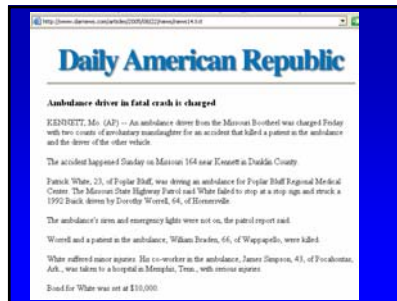 http://www.darnews.com/articles/2005/08/22/news/news14.txt
Daily American Republic
Ambulance driver in fatal crash is charged
KENNETT, Mo. (AP) -- An ambulance driver from the Missouri Bootheel was charged Friday
with two counts of involuntary manslaughter for an accident that killed a patient in the ambulance
and the driver of the other vehicle.
The accident happened Sunday on Missouri 164 near Kennett in Dunklin County.
Patrick White, 23, of Poplar Bluff, was driving an ambulance for Poplar Bluff Regional Medical
Center. The Missouri State Highway Patrol said White failed to stop at a stop sign and struck a
1992 Buick driven by Dorothy Worrell, 64, of Hornersville.
The ambulance's siren and emergency lights were not on, the patrol report said.
Worrell and a patient in the ambulance, William Braden, 66, of Wappapello, were killed.
White suffered minor injuries. His co-worker in the ambulance, James Simpson, 43, of Pocahontas,
Ark., was taken to a hospital in Memphis, Tenn., with serious injuries.
Bond for White was set at $10,000.